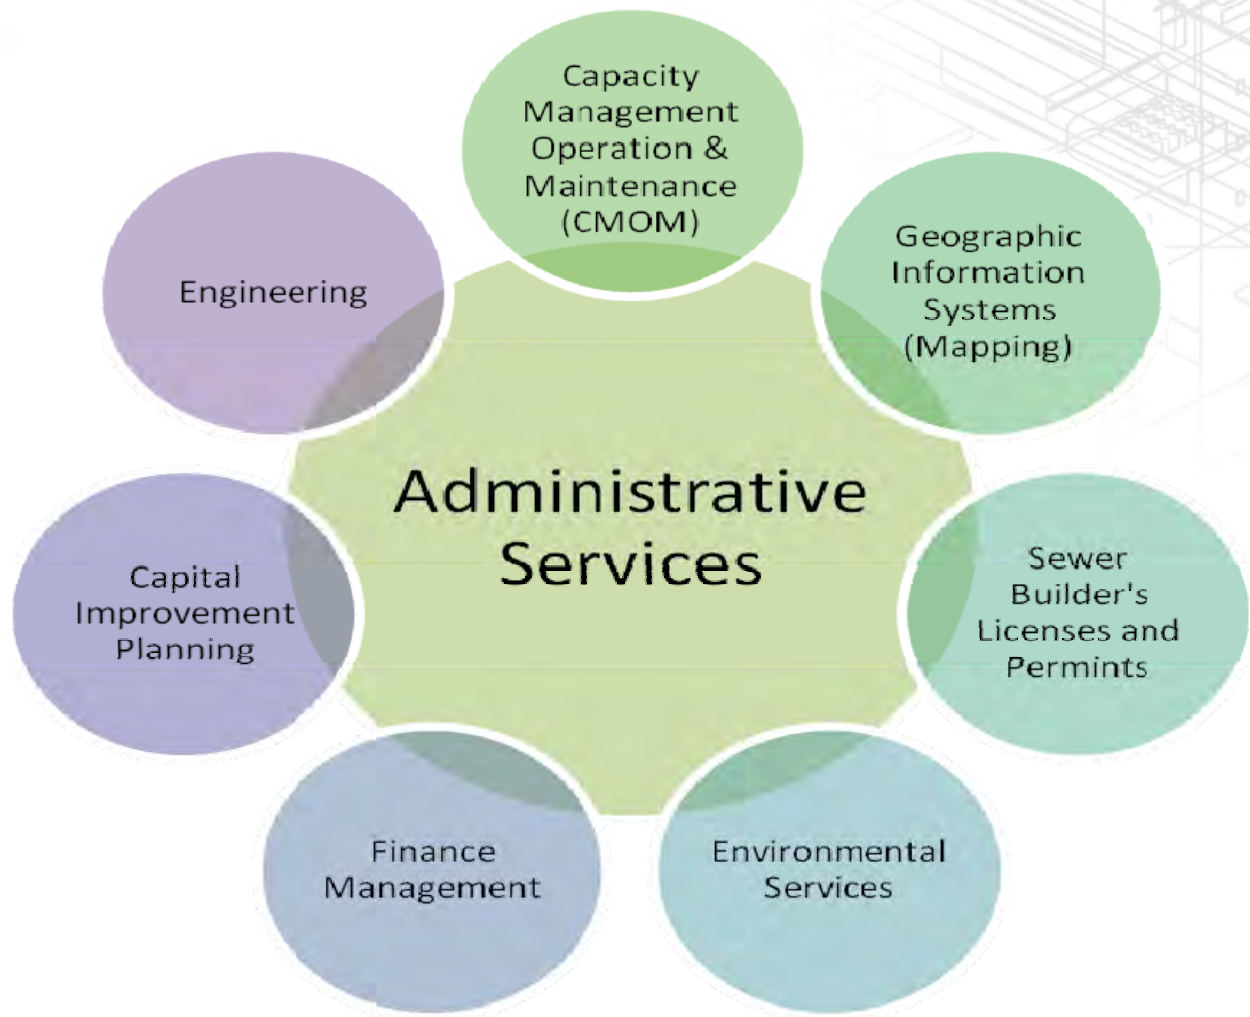 Capacity
Management
Operation &
Maintenance
(CMOM)
Geographic
Information
Systems
(Mapping)
Engineering
Administrative
Services
Sewer
Builder's
Licenses and
Permints
Capital
Improvement
Planning
Finance
Management
Environmental
Services